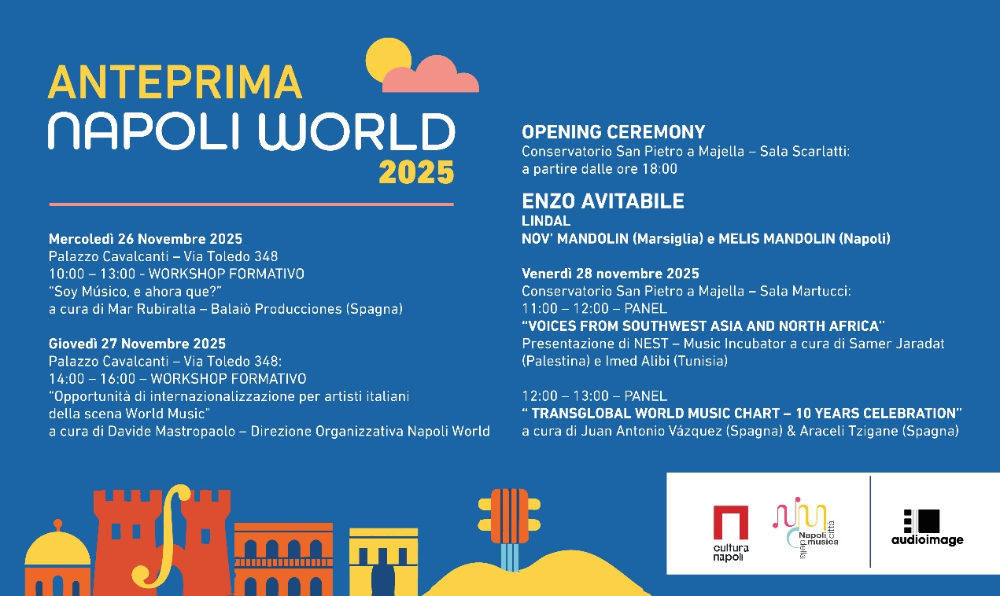 ANTEPRIMA
NAPOLI WORLD
2025
Mercoledì 26 Novembre 2025
Palazzo Cavalcanti – Via Toledo 348
10:00 – 13:00 - WORKSHOP FORMATIVO
“Soy Músico, e ahora que?”
a cura di Mar Rubiralta – Balaiò Producciones (Spagna)
Giovedì 27 Novembre 2025
Palazzo Cavalcanti – Via Toledo 348:
14:00 – 16:00 – WORKSHOP FORMATIVO
“Opportunità di internazionalizzazione per artisti italiani
della scena World Music”
a cura di Davide Mastropaolo – Direzione Organizzativa Napoli World
OPENING CEREMONY
Conservatorio San Pietro a Majella – Sala Scarlatti:
a partire dalle ore 18:00
ENZO AVITABILE
LINDAL
NOV’ MANDOLIN (Marsiglia) e MELIS MANDOLIN (Napoli)
Venerdì 28 novembre 2025
Conservatorio San Pietro a Majella – Sala Martucci:
11:00 – 12:00 – PANEL
“VOICES FROM SOUTHWEST ASIA AND NORTH AFRICA”
Presentazione di NEST – Music Incubator a cura di Samer Jaradat
(Palestina) e Imed Alibi (Tunisia)
12:00 – 13:00 – PANEL
“ TRANSGLOBAL WORLD MUSIC CHART – 10 YEARS CELEBRATION”
a cura di Juan Antonio Vázquez (Spagna) & Araceli Tzigane (Spagna)
cultura
napoli
Napoli
città
della
musica
audioimage